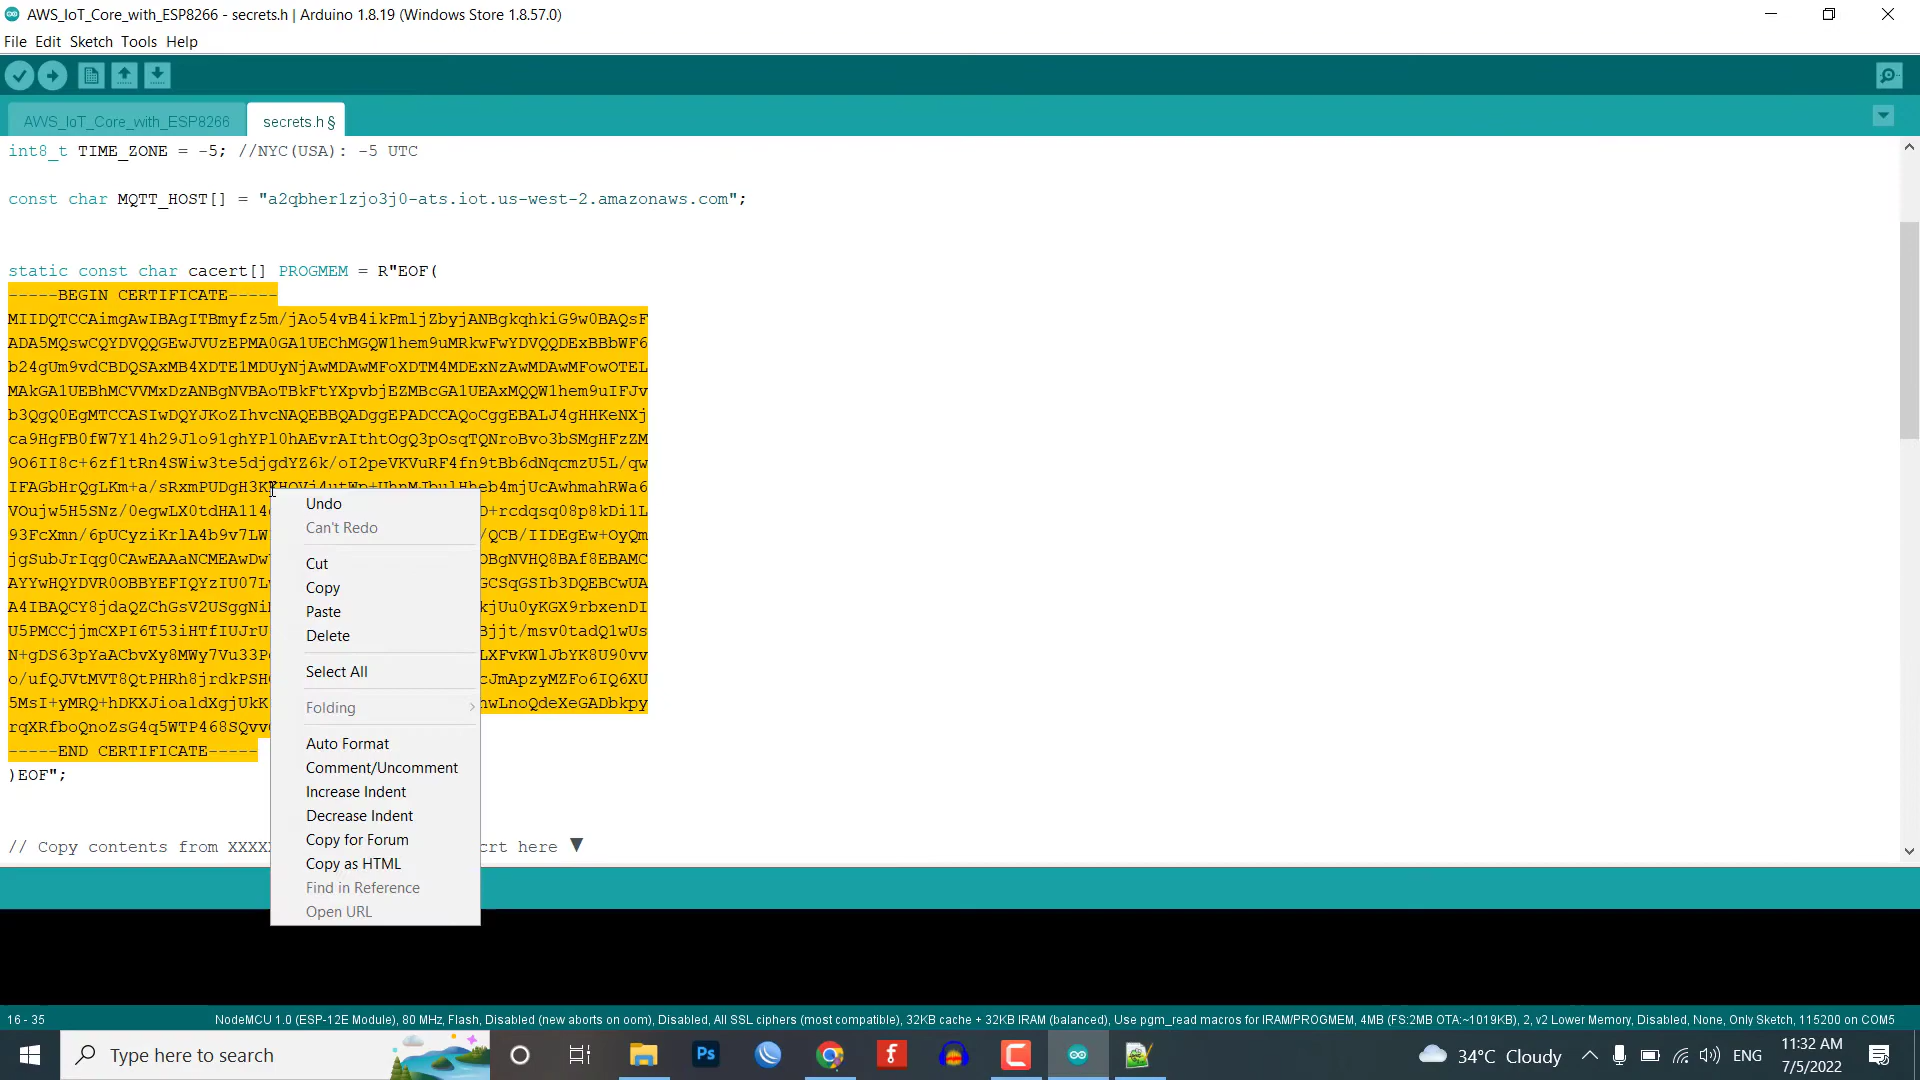 AWS_IoT_Core_with_ESP8266 - secrets.h | Arduino 1.8.19 (Windows Store 1.8.57.0)
File Edit Sketch Tools Help
AWS_IoT_Core_with_ESP8266 secrets.h §
int8_t TIME_ZONE = -5; //NYC(USA): -5 UTC
const char MQTT_HOST[] = "a2qbher1zjo3j0-ats.iot.us-west-2.amazonaws.com";
static const char cacert[] PROGMEM = R"EOF(
-----BEGIN CERTIFICATE-----
MIIDQTCCAimgAwIBAgITBmyfz5m/jAo54vB4ikPmljZbyjANBgkqhkiG9w0BAQsF
ADA5MQswCQYDVQQGEwJVUzEPMA0GA1UEChMGQW1hem9uMRkwFwYDVQQDExBBbWF6
b24gUm9vdCBDQSAxMB4XDTE1MDUyNjAwMDAwMFoXDTM4MDExNzAwMDAwMFowOTEL
MAkGA1UEBhMCVVMxDzANBgNVBAoTBkFtYXpvbjEZMBcGA1UEAxMQQW1hem9uIFJv
b3QgQ0EgMTCCASIwDQYJKoZIhvcNAQEBBQADggEPADCCAQoCggEBALJ4gHHKeNXj
ca9HgFB0fW7Y14h29Jlo91ghYPl0hAEvrAIthtOgQ3pOsqTQNroBvo3bSMgHFzZM
9O6II8c+6zf1tRn4SWiw3te5djgdYZ6k/oI2peVKVuRF4fn9tBb6dNqcmzU5L/qw
IFAGbHrQgLKm+a/sRxmPUDgH3KKHOVj4utWp+UhnMJbulHheb4mjUcAwhmahRWa6
VOujw5H5SNz/0egwLX0tdHA114 D+rcdqsq08p8kDi1L
93FcXmn/6pUCyziKrlA4b9v7LW /QCB/IIDEgEw+OyQm
jgSubJrIqg0CAwEAAaNCMEAwDw BgNVHQ8BAf8EBAMC
AYYwHQYDVR0OBBYEFIQYzIU07L GCSqGSIb3DQEBCwUA
A4IBAQCY8jdaQZChGsV2USggNi kjUu0yKGX9rbxenDI
U5PMCCjjmCXPI6T53iHTfIUJrU Bjjt/msv0tadQ1wUs
N+gDS63pYaACbvXy8MWy7Vu33P LXFvKWlJbYK8U90vv
o/ufQJVtMVT8QtPHRh8jrdkPSH cJmApzyMZFo6IQ6XU
5MsI+yMRQ+hDKXJioaldXgjUkK wLnoQdeXeGADbkpy
rqXRfboQnoZsG4q5WTP468SQvv
-----END CERTIFICATE-----
)EOF";
// Copy contents from XXXX crt here ▼
Undo
Can't Redo
Cut
Copy
Paste
Delete
Select All
Folding
Auto Format
Comment/Uncomment
Increase Indent
Decrease Indent
Copy for Forum
Copy as HTML
Find in Reference
Open URL
16 - 35 NodeMCU 1.0 (ESP-12E Module), 80 MHz, Flash, Disabled (new aborts on oom), Disabled, All SSL ciphers (most compatible), 32KB cache + 32KB IRAM (balanced), Use pgm_read macros for IRAM/PROGMEM, 4MB (FS:2MB OTA:~1019KB), 2, v2 Lower Memory, Disabled, None, Only Sketch, 115200 on COM5
Type here to search Ps 34°C Cloudy ENG 11:32 AM
7/5/2022